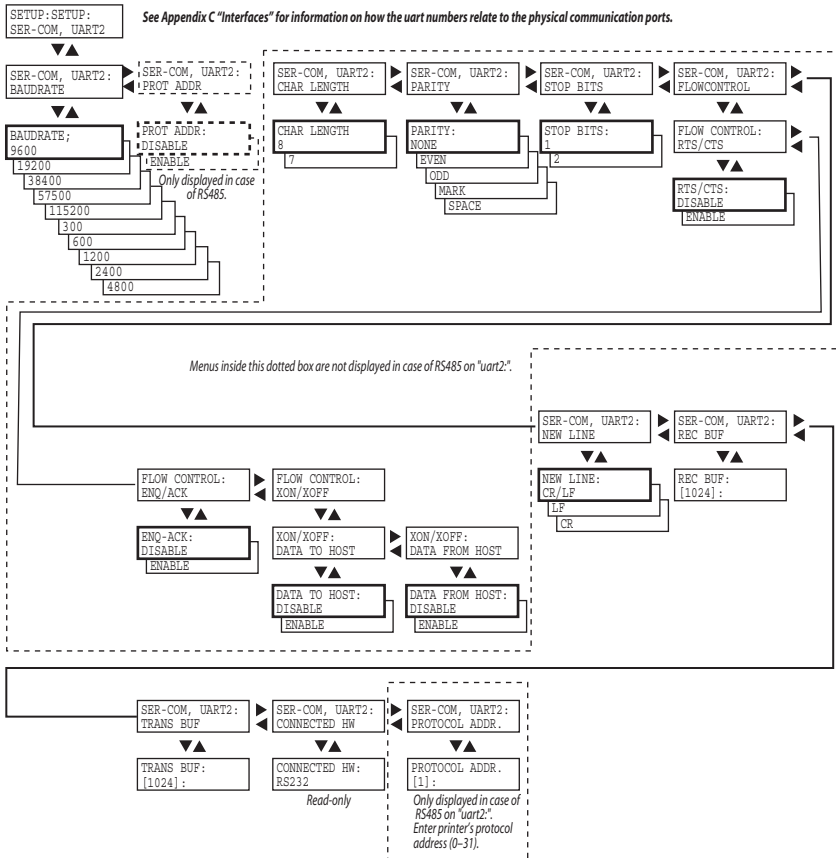 SETUP:SETUP:
SER-COM, UART2
See Appendix C "Interfaces" for information on how the uart numbers relate to the physical communication ports.
SER-COM, UART2:
BAUDRATE
SER-COM, UART2:
PROT ADDR
SER-COM, UART2:
CHAR LENGTH
SER-COM, UART2:
PARITY
SER-COM, UART2:
STOP BITS
SER-COM, UART2:
FLOWCONTROL
BAUDRATE;
9600
19200
38400
57500
115200
300
600
1200
2400
4800
PROT ADDR:
DISABLE
ENABLE
Only displayed in case
of RS485.
CHAR LENGTH
8
7
PARITY:
NONE
EVEN
ODD
MARK
SPACE
STOP BITS:
1
2
FLOW CONTROL:
RTS/CTS
RTS/CTS:
DISABLE
ENABLE
Menus inside this dotted box are not displayed in case of RS485 on "uart2:".
SER-COM, UART2:
NEW LINE
SER-COM, UART2:
REC BUF
NEW LINE:
CR/LF
LF
CR
REC BUF:
[1024]:
FLOW CONTROL:
ENQ/ACK
FLOW CONTROL:
XON/XOFF
ENQ-ACK:
DISABLE
ENABLE
XON/XOFF:
DATA TO HOST
XON/XOFF:
DATA FROM HOST
DATA TO HOST:
DISABLE
ENABLE
DATA FROM HOST:
DISABLE
ENABLE
SER-COM, UART2:
TRANS BUF
SER-COM, UART2:
CONNECTED HW
SER-COM, UART2:
PROTOCOL ADDR.
TRANS BUF:
[1024]:
CONNECTED HW:
RS232
Read-only
PROTOCOL ADDR.
[1]:
Only displayed in case of
RS485 on "uart2:".
Enter printer's protocol
address (0–31).